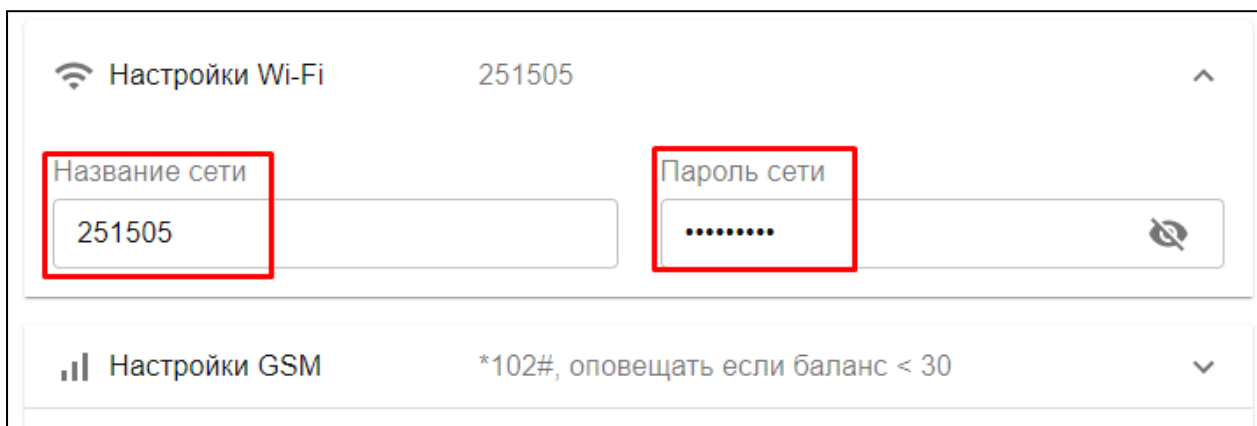 Настройки Wi-Fi 251505
Название сети Пароль сети
251505 •••••••••
Настройки GSM *102#, оповещать если баланс < 30